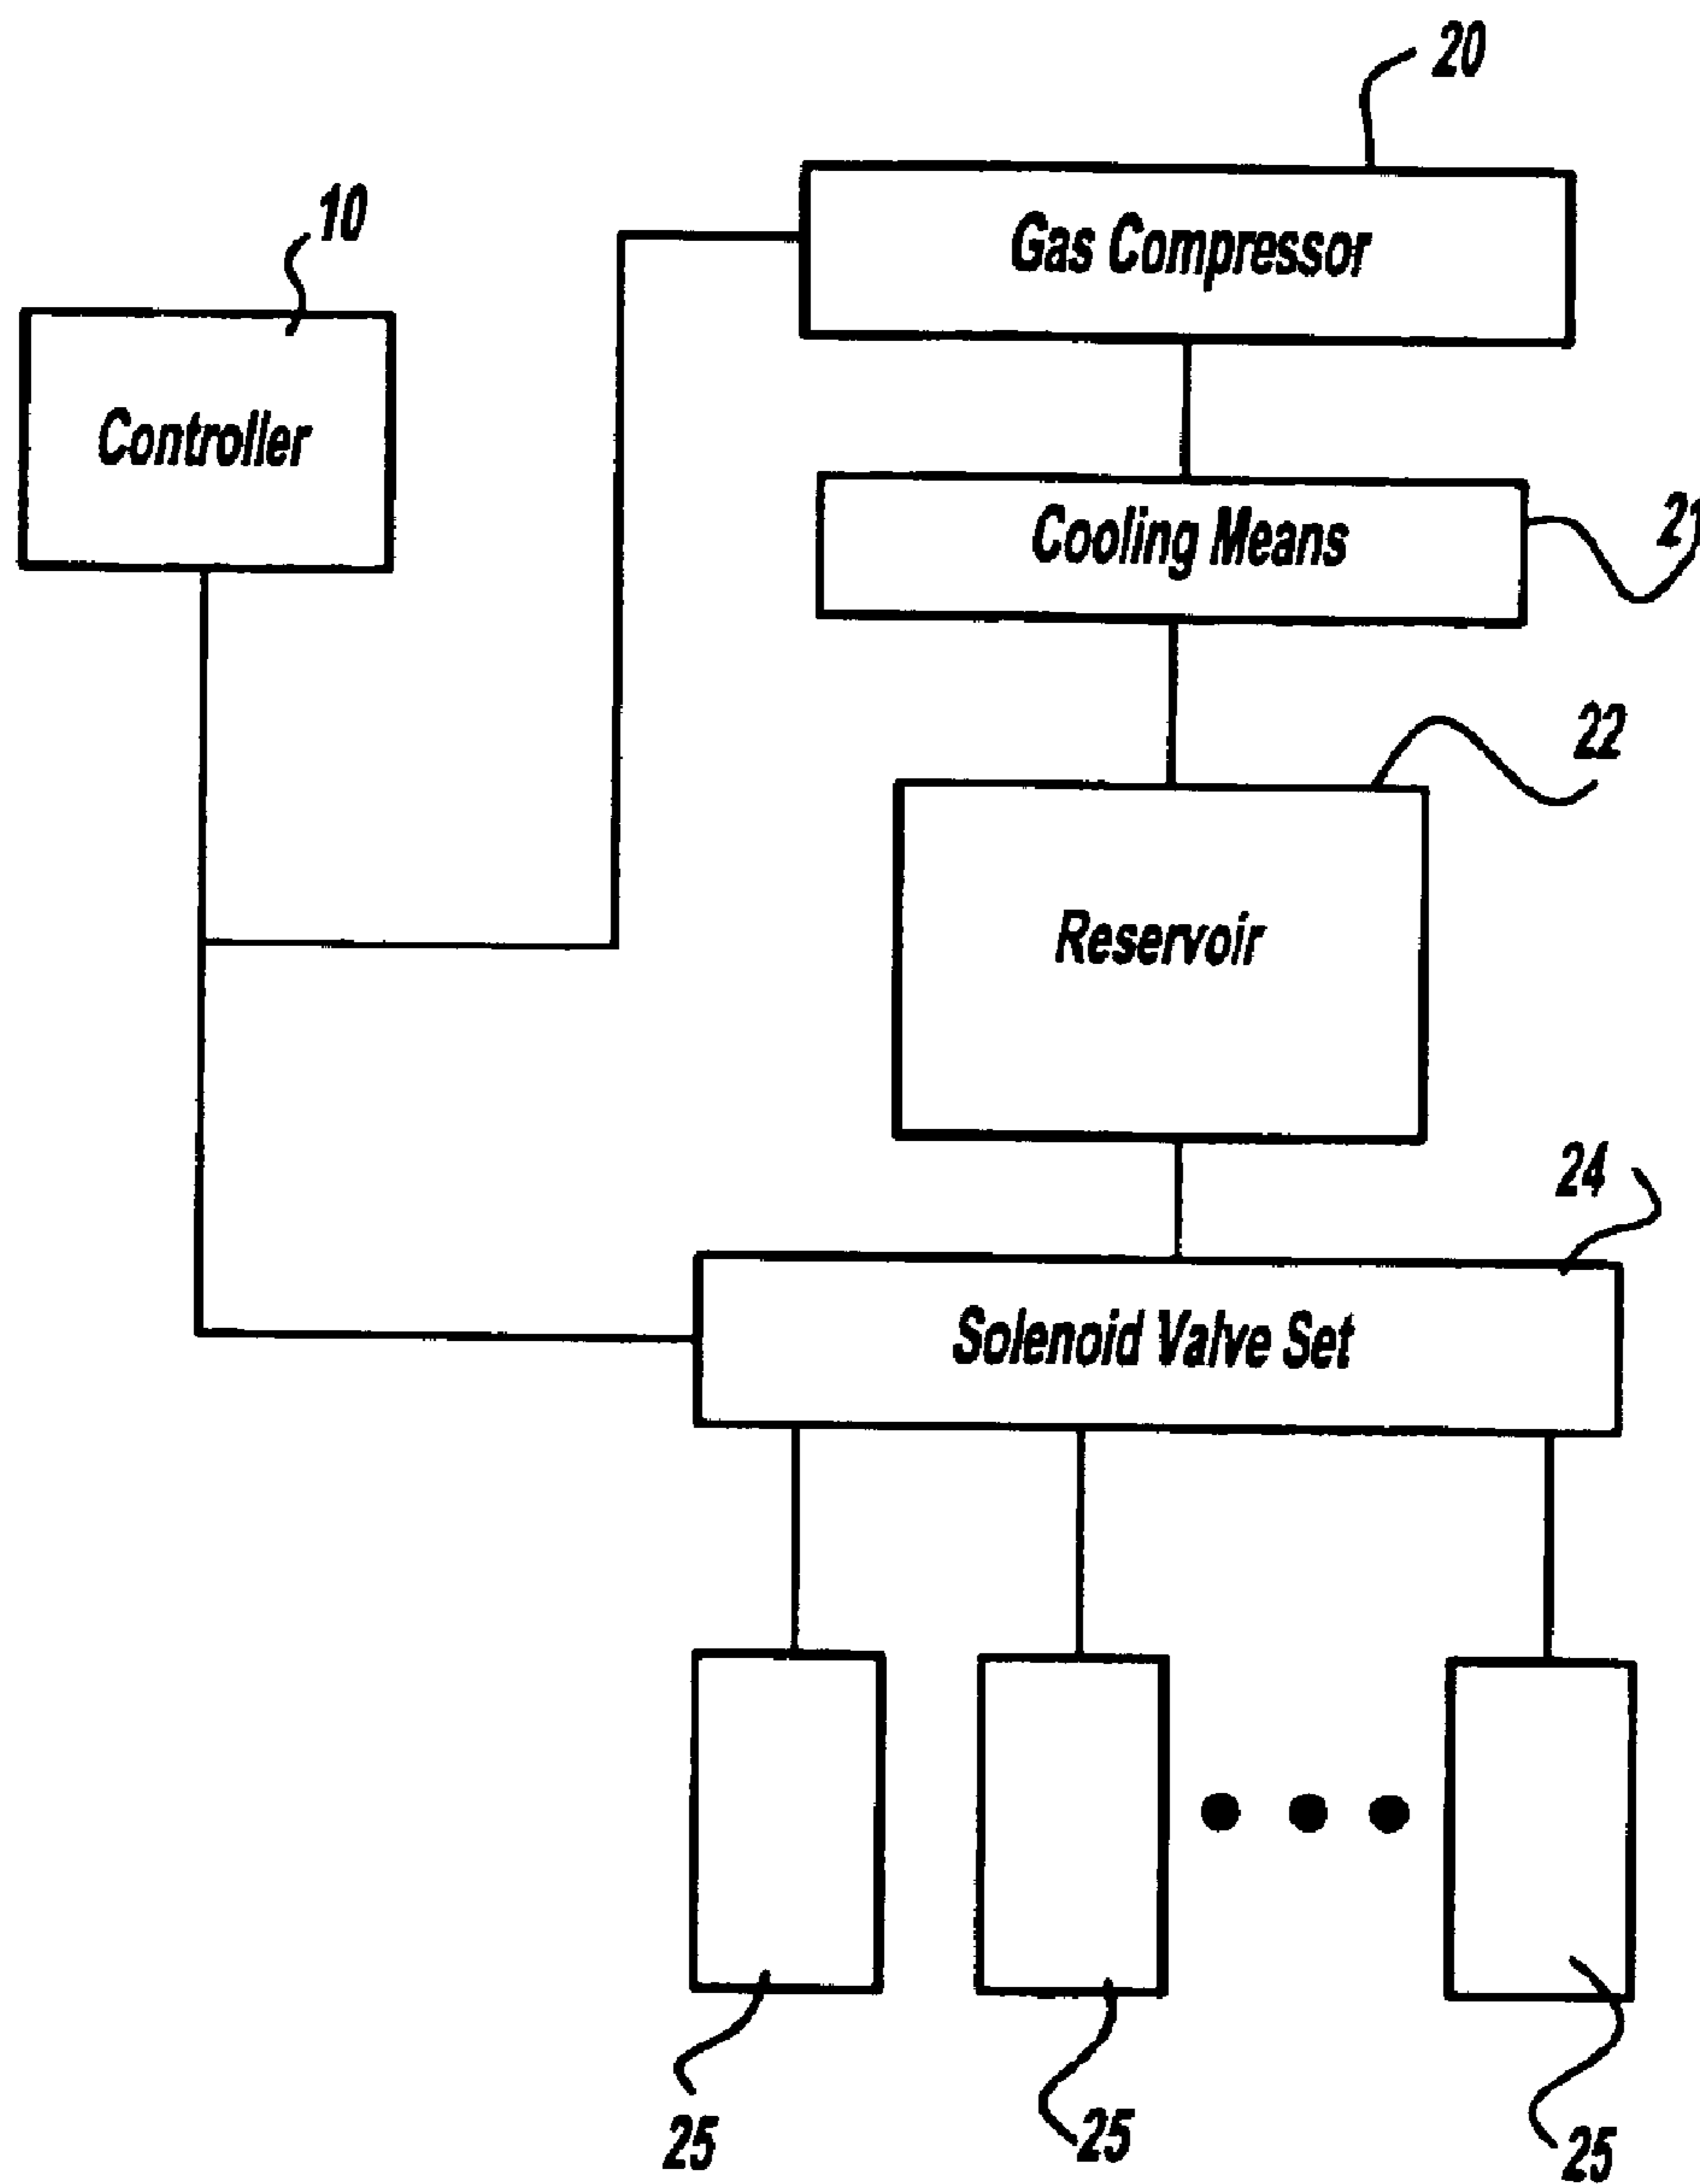 20
10
Gas Compressor
Controller
21
Cooling Means
22
Reservoir
24
Solenoid Valve Set
25
25
25